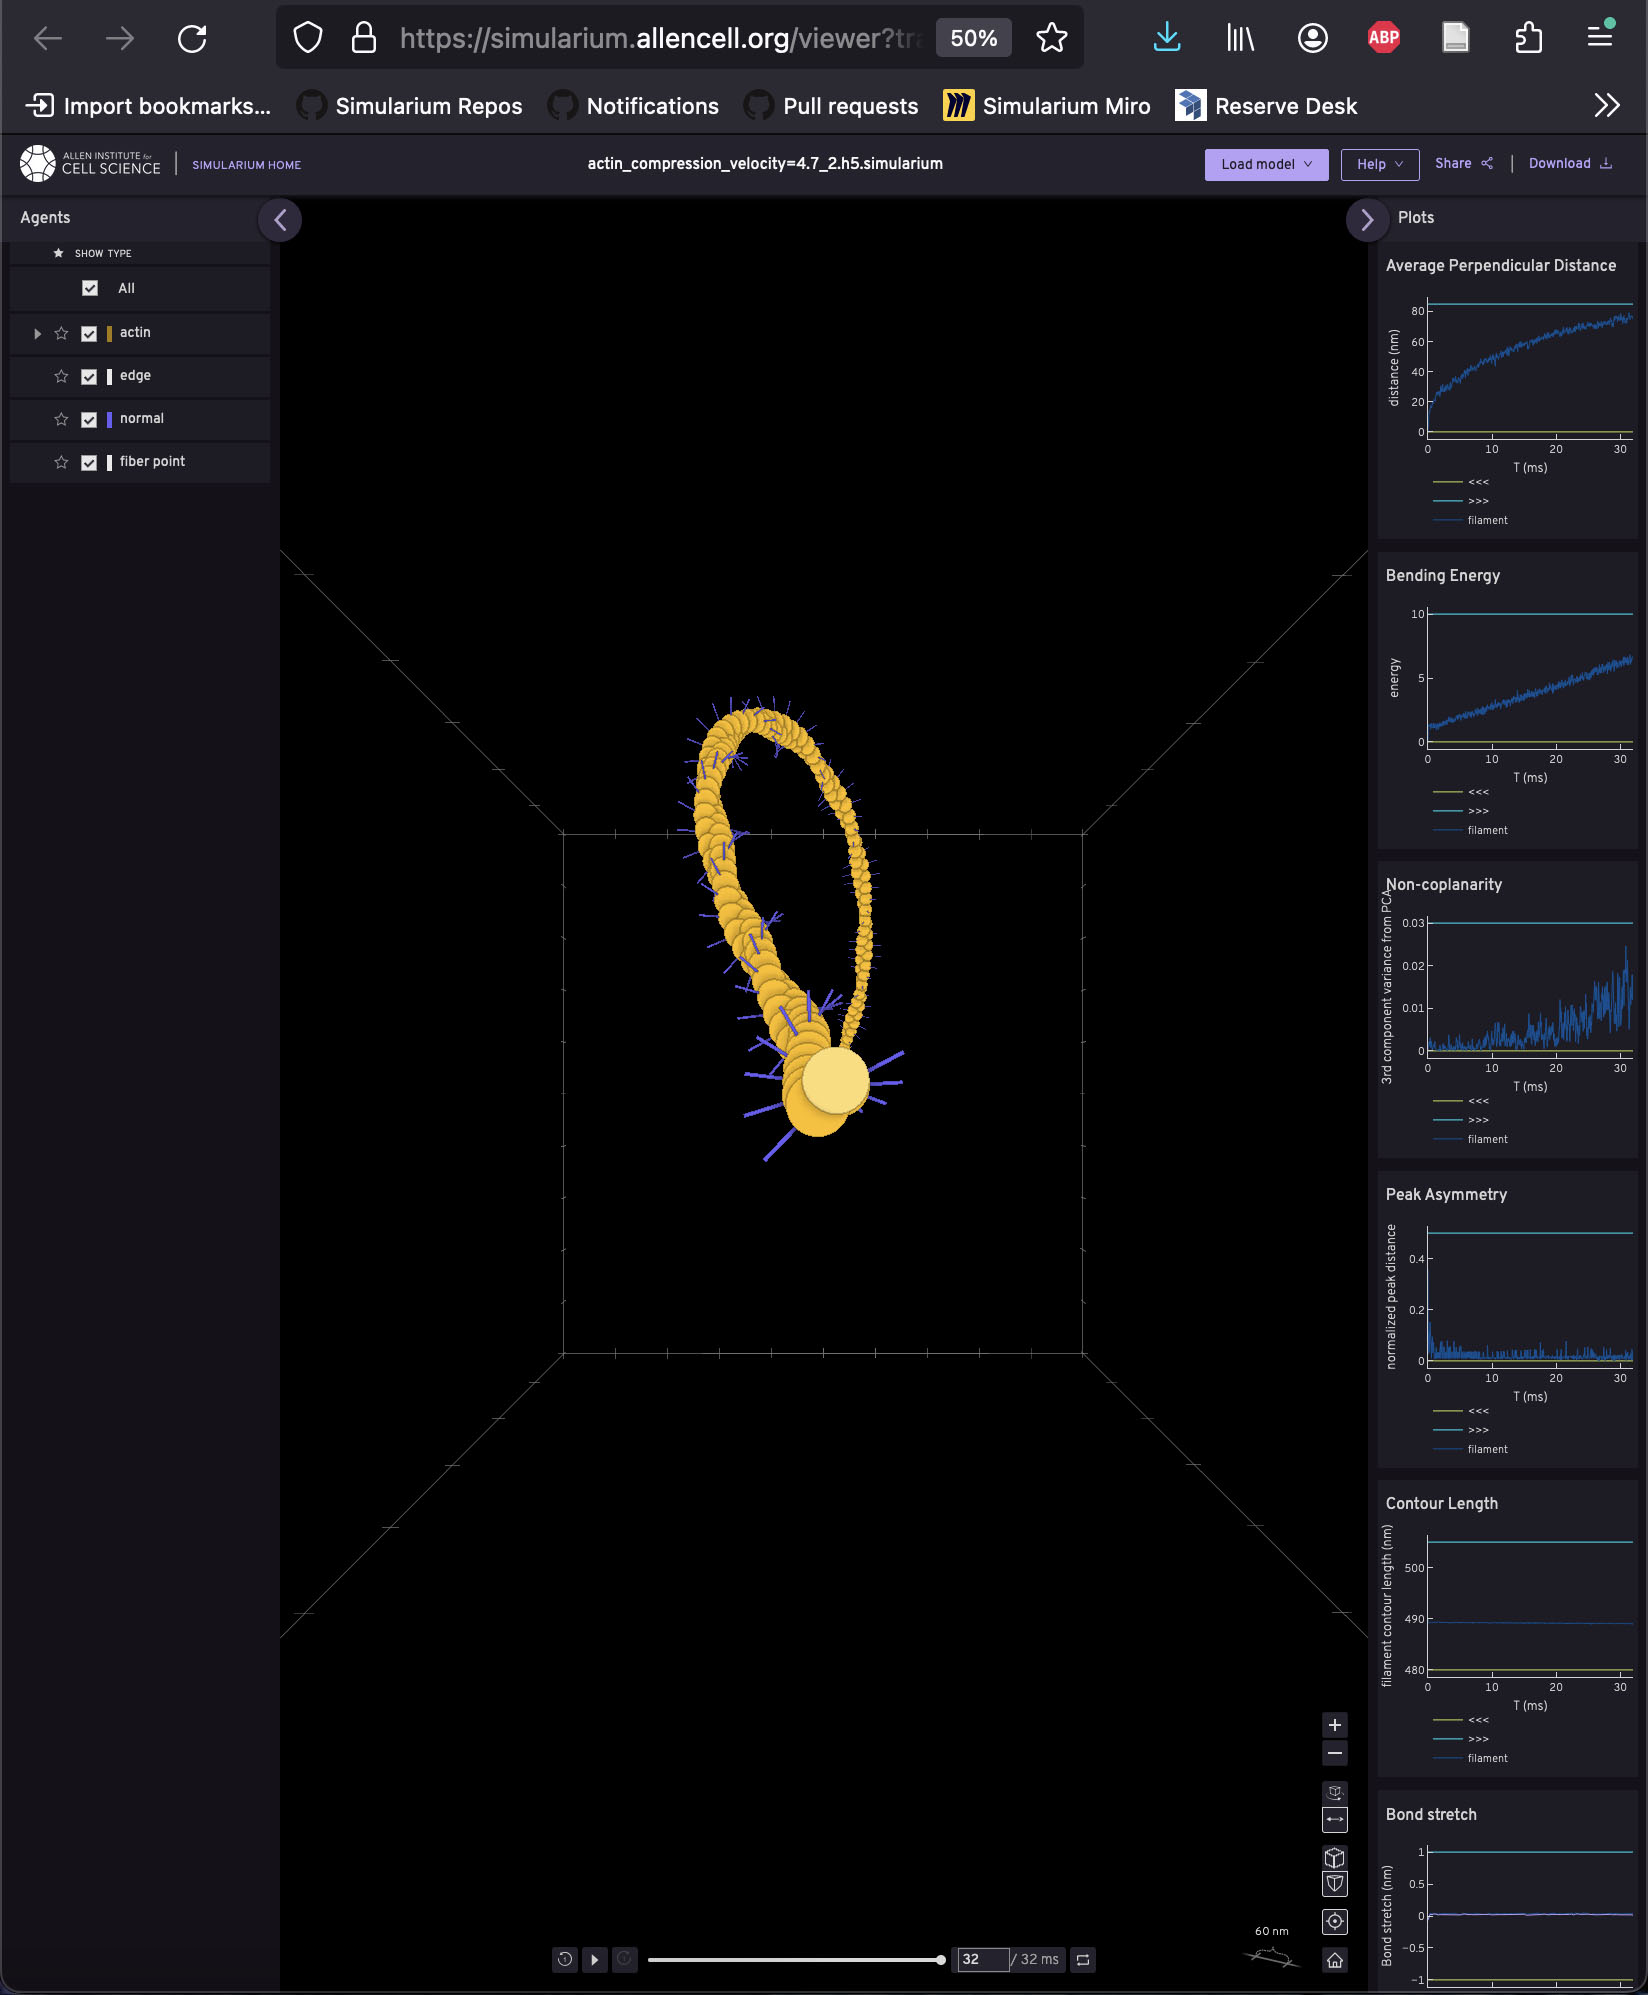 https://simularium.allencell.org/viewer?tra
50%
ABP
Import bookmarks...
Simularium Repos
Notifications
Pull requests
Simularium Miro
Reserve Desk
ALLEN INSTITUTE for
CELL SCIENCE
SIMULARIUM HOME
actin_compression_velocity=4.7_2.h5.simularium
Load model
Help
Share
Download
Agents
SHOW TYPE
All
actin
edge
normal
fiber point
60 nm
1
1
32 / 32 ms
Plots
Average Perpendicular Distance
distance (nm)
80
60
40
20
0
0 10 20 30
T (ms)
<<<
>>>
filament
Bending Energy
energy
10
5
0
0 10 20 30
T (ms)
<<<
>>>
filament
Non-coplanarity
3rd component variance from PCA
0.03
0.02
0.01
0
0 10 20 30
T (ms)
<<<
>>>
filament
Peak Asymmetry
normalized peak distance
0.4
0.2
0
0 10 20 30
T (ms)
<<<
>>>
filament
Contour Length
filament contour length (nm)
500
490
480
0 10 20 30
T (ms)
<<<
>>>
filament
Bond stretch
Bond stretch (nm)
1
0.5
0
−0.5
−1